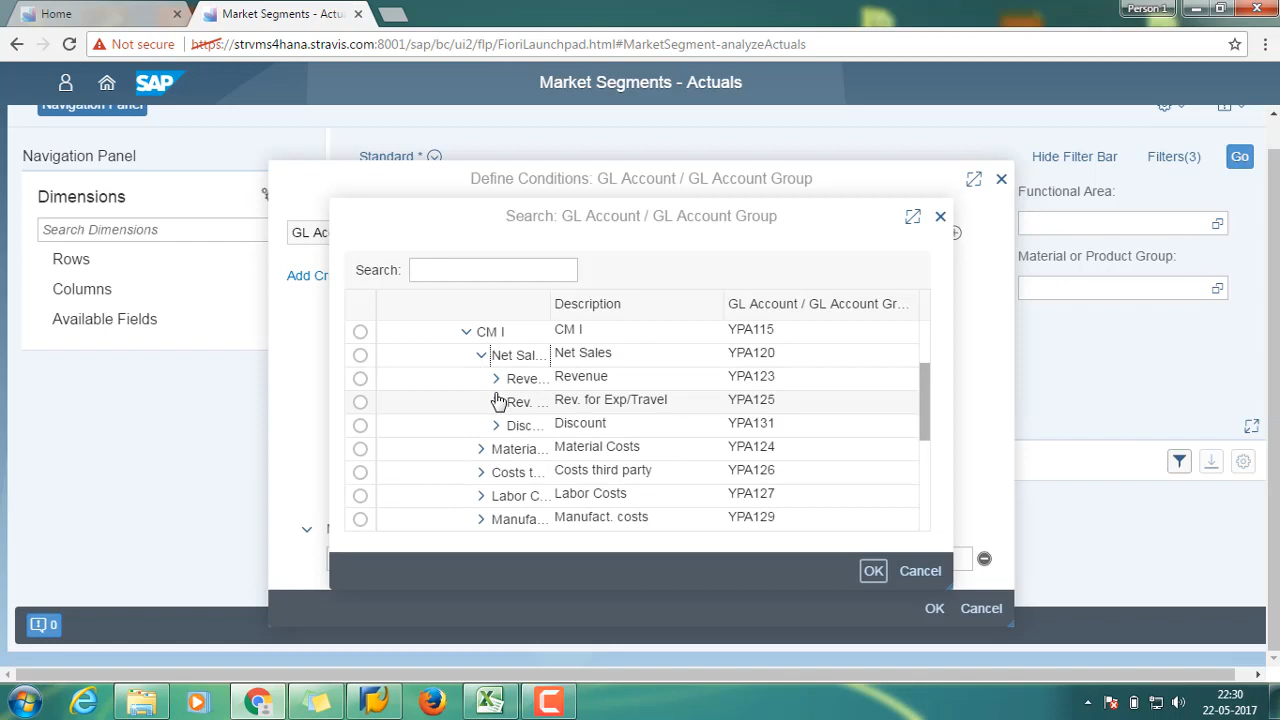 Person 1
Home
Market Segments - Actua
Not secure
https://strvms4hana.stravis.com:8001/sap/bc/ui2/flp/FioriLaunchpad.html#MarketSegment-analyzeActuals
SAP
Market Segments - Actuals
Navigation Panel
Navigation Panel
Standard *
Hide Filter Bar
Filters(3)
Go
Dimensions
Search Dimensions
Rows
Columns
Available Fields
Functional Area:
Material or Product Group:
Define Conditions: GL Account / GL Account Group
GL Ac
Add Cr
Search: GL Account / GL Account Group
Search:
Description
GL Account / GL Account Gr...
CM I
CM I
YPA115
Net Sal...
Net Sales
YPA120
Reve...
Revenue
YPA123
Rev. ...
Rev. for Exp/Travel
YPA125
Disc...
Discount
YPA131
Materia...
Material Costs
YPA124
Costs t...
Costs third party
YPA126
Labor C...
Labor Costs
YPA127
Manufa...
Manufact. costs
YPA129
OK
Cancel
OK
Cancel
0
22:30
22-05-2017